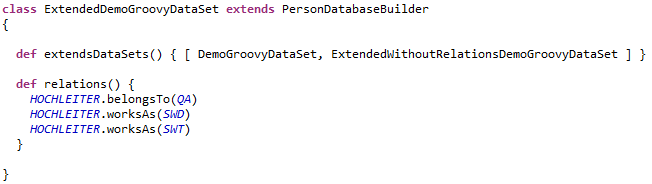 class ExtendedDemoGroovyDataSet extends PersonDatabaseBuilder
{
def extendsDataSets() { [ DemoGroovyDataSet, ExtendedWithoutRelationsDemoGroovyDataSet ] }
def relations() {
HOCHLEITER.belongsTo(QA)
HOCHLEITER.worksAs(SWD)
HOCHLEITER.worksAs(SWT)
}
}